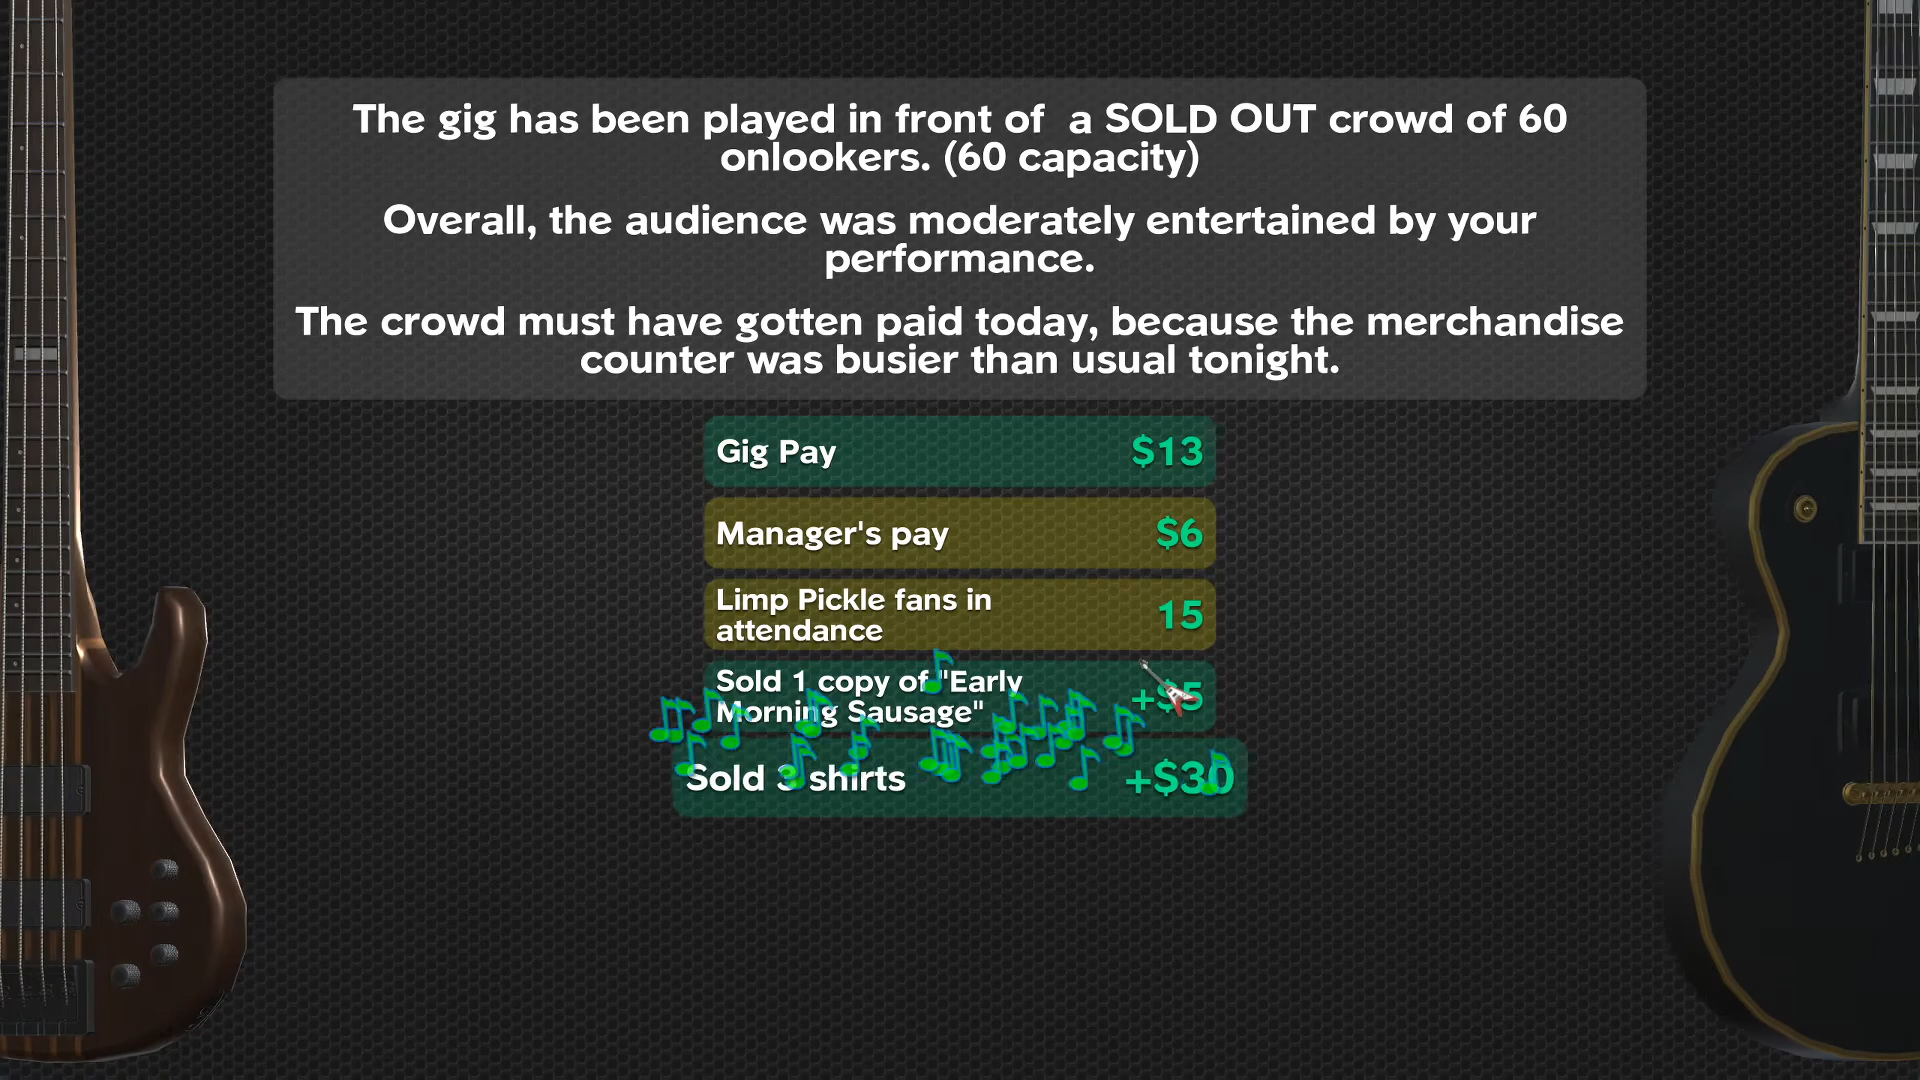 The gig has been played in front of  a SOLD OUT crowd of 60
onlookers. (60 capacity)
Overall, the audience was moderately entertained by your
performance.
The crowd must have gotten paid today, because the merchandise
counter was busier than usual tonight.
Gig Pay $13
Manager's pay $6
Limp Pickle fans in
attendance 15
Sold 1 copy of "Early
Morning Sausage" +$5
Sold 3 shirts +$30